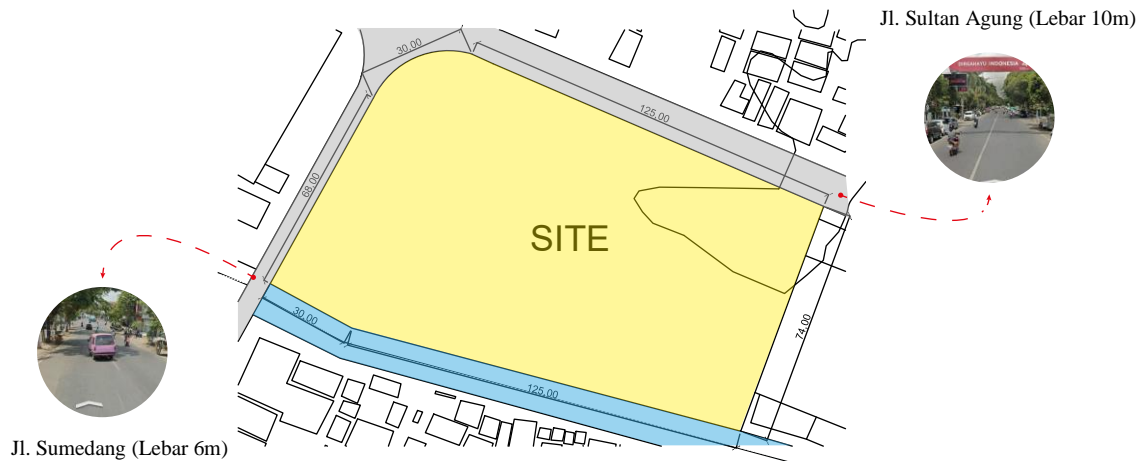 Jl. Sultan Agung (Lebar 10m)
30,00
125,00
68,00
SITE
30,00
74,00
125,00
Jl. Sumedang (Lebar 6m)